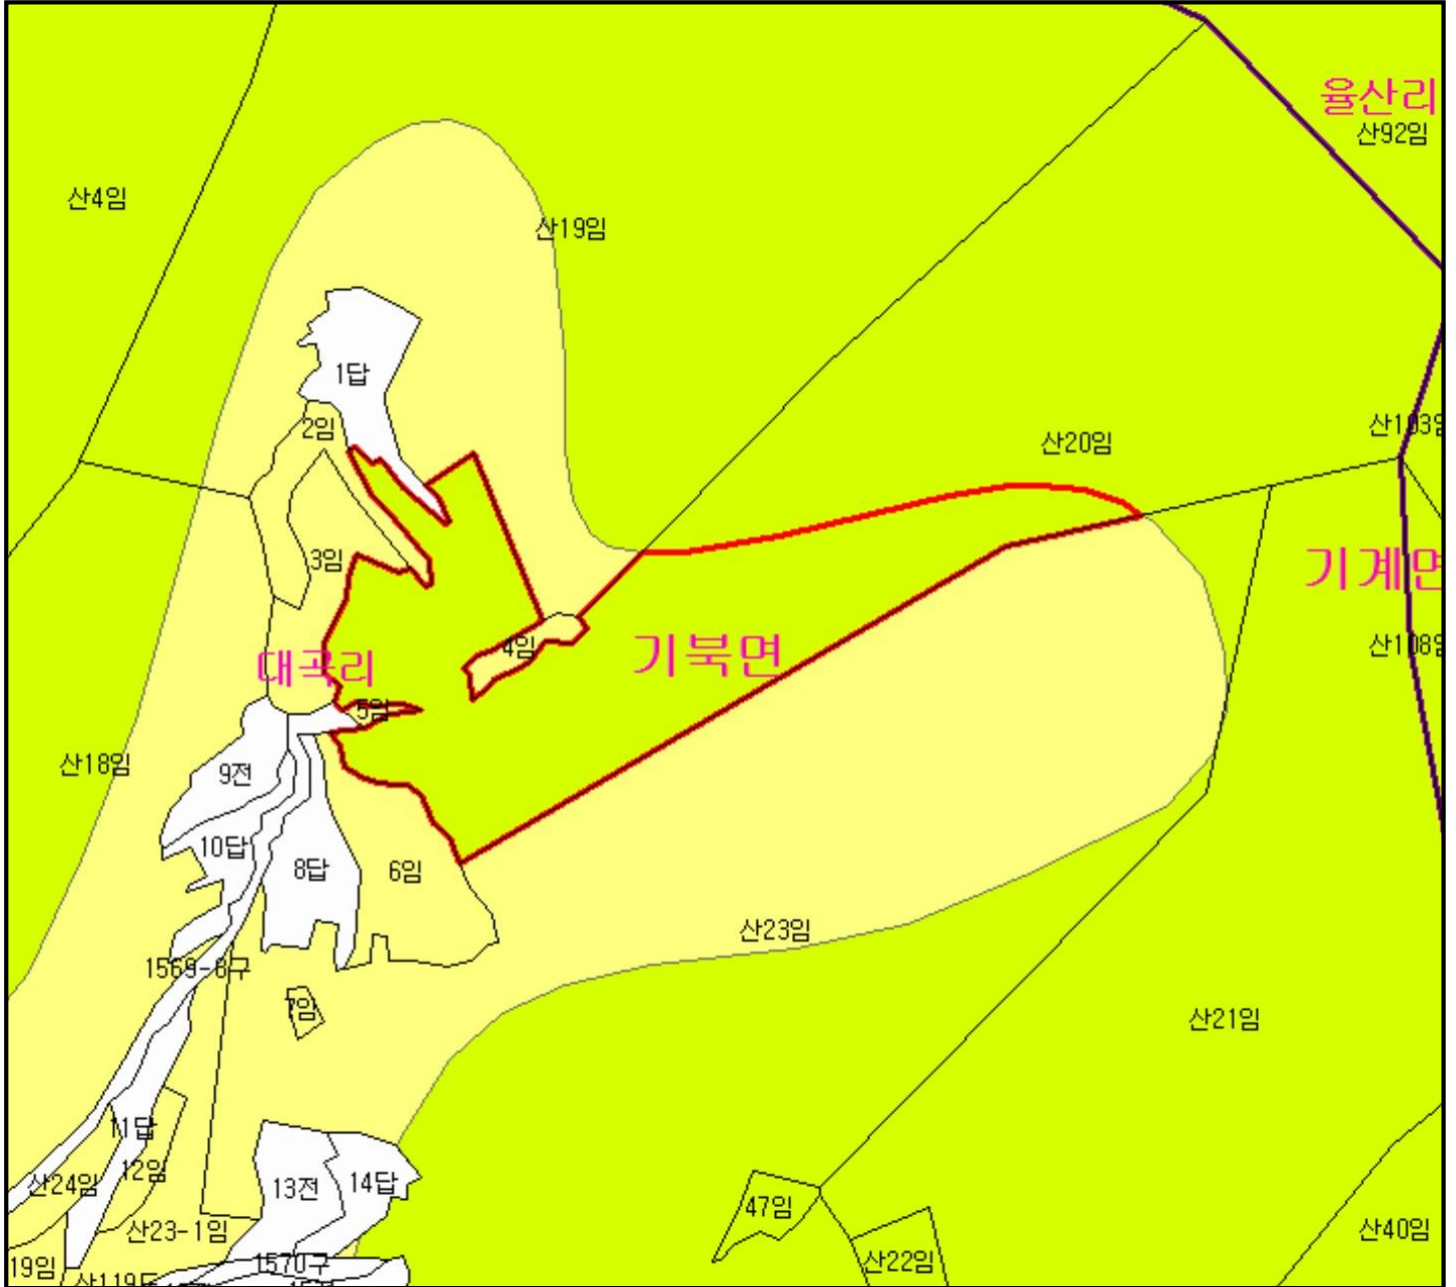 율산리
산92임
산4임
산19임
1답
2임
산20임
3임
기계면
4임
기북면
대곡리
5임
산18임
9전
10답
8답
6임
산23임
1569-8구
7임
산21임
11답
12임
산24임
13전
14답
47임
산23-1임
산40임
19임
1570구
산22임